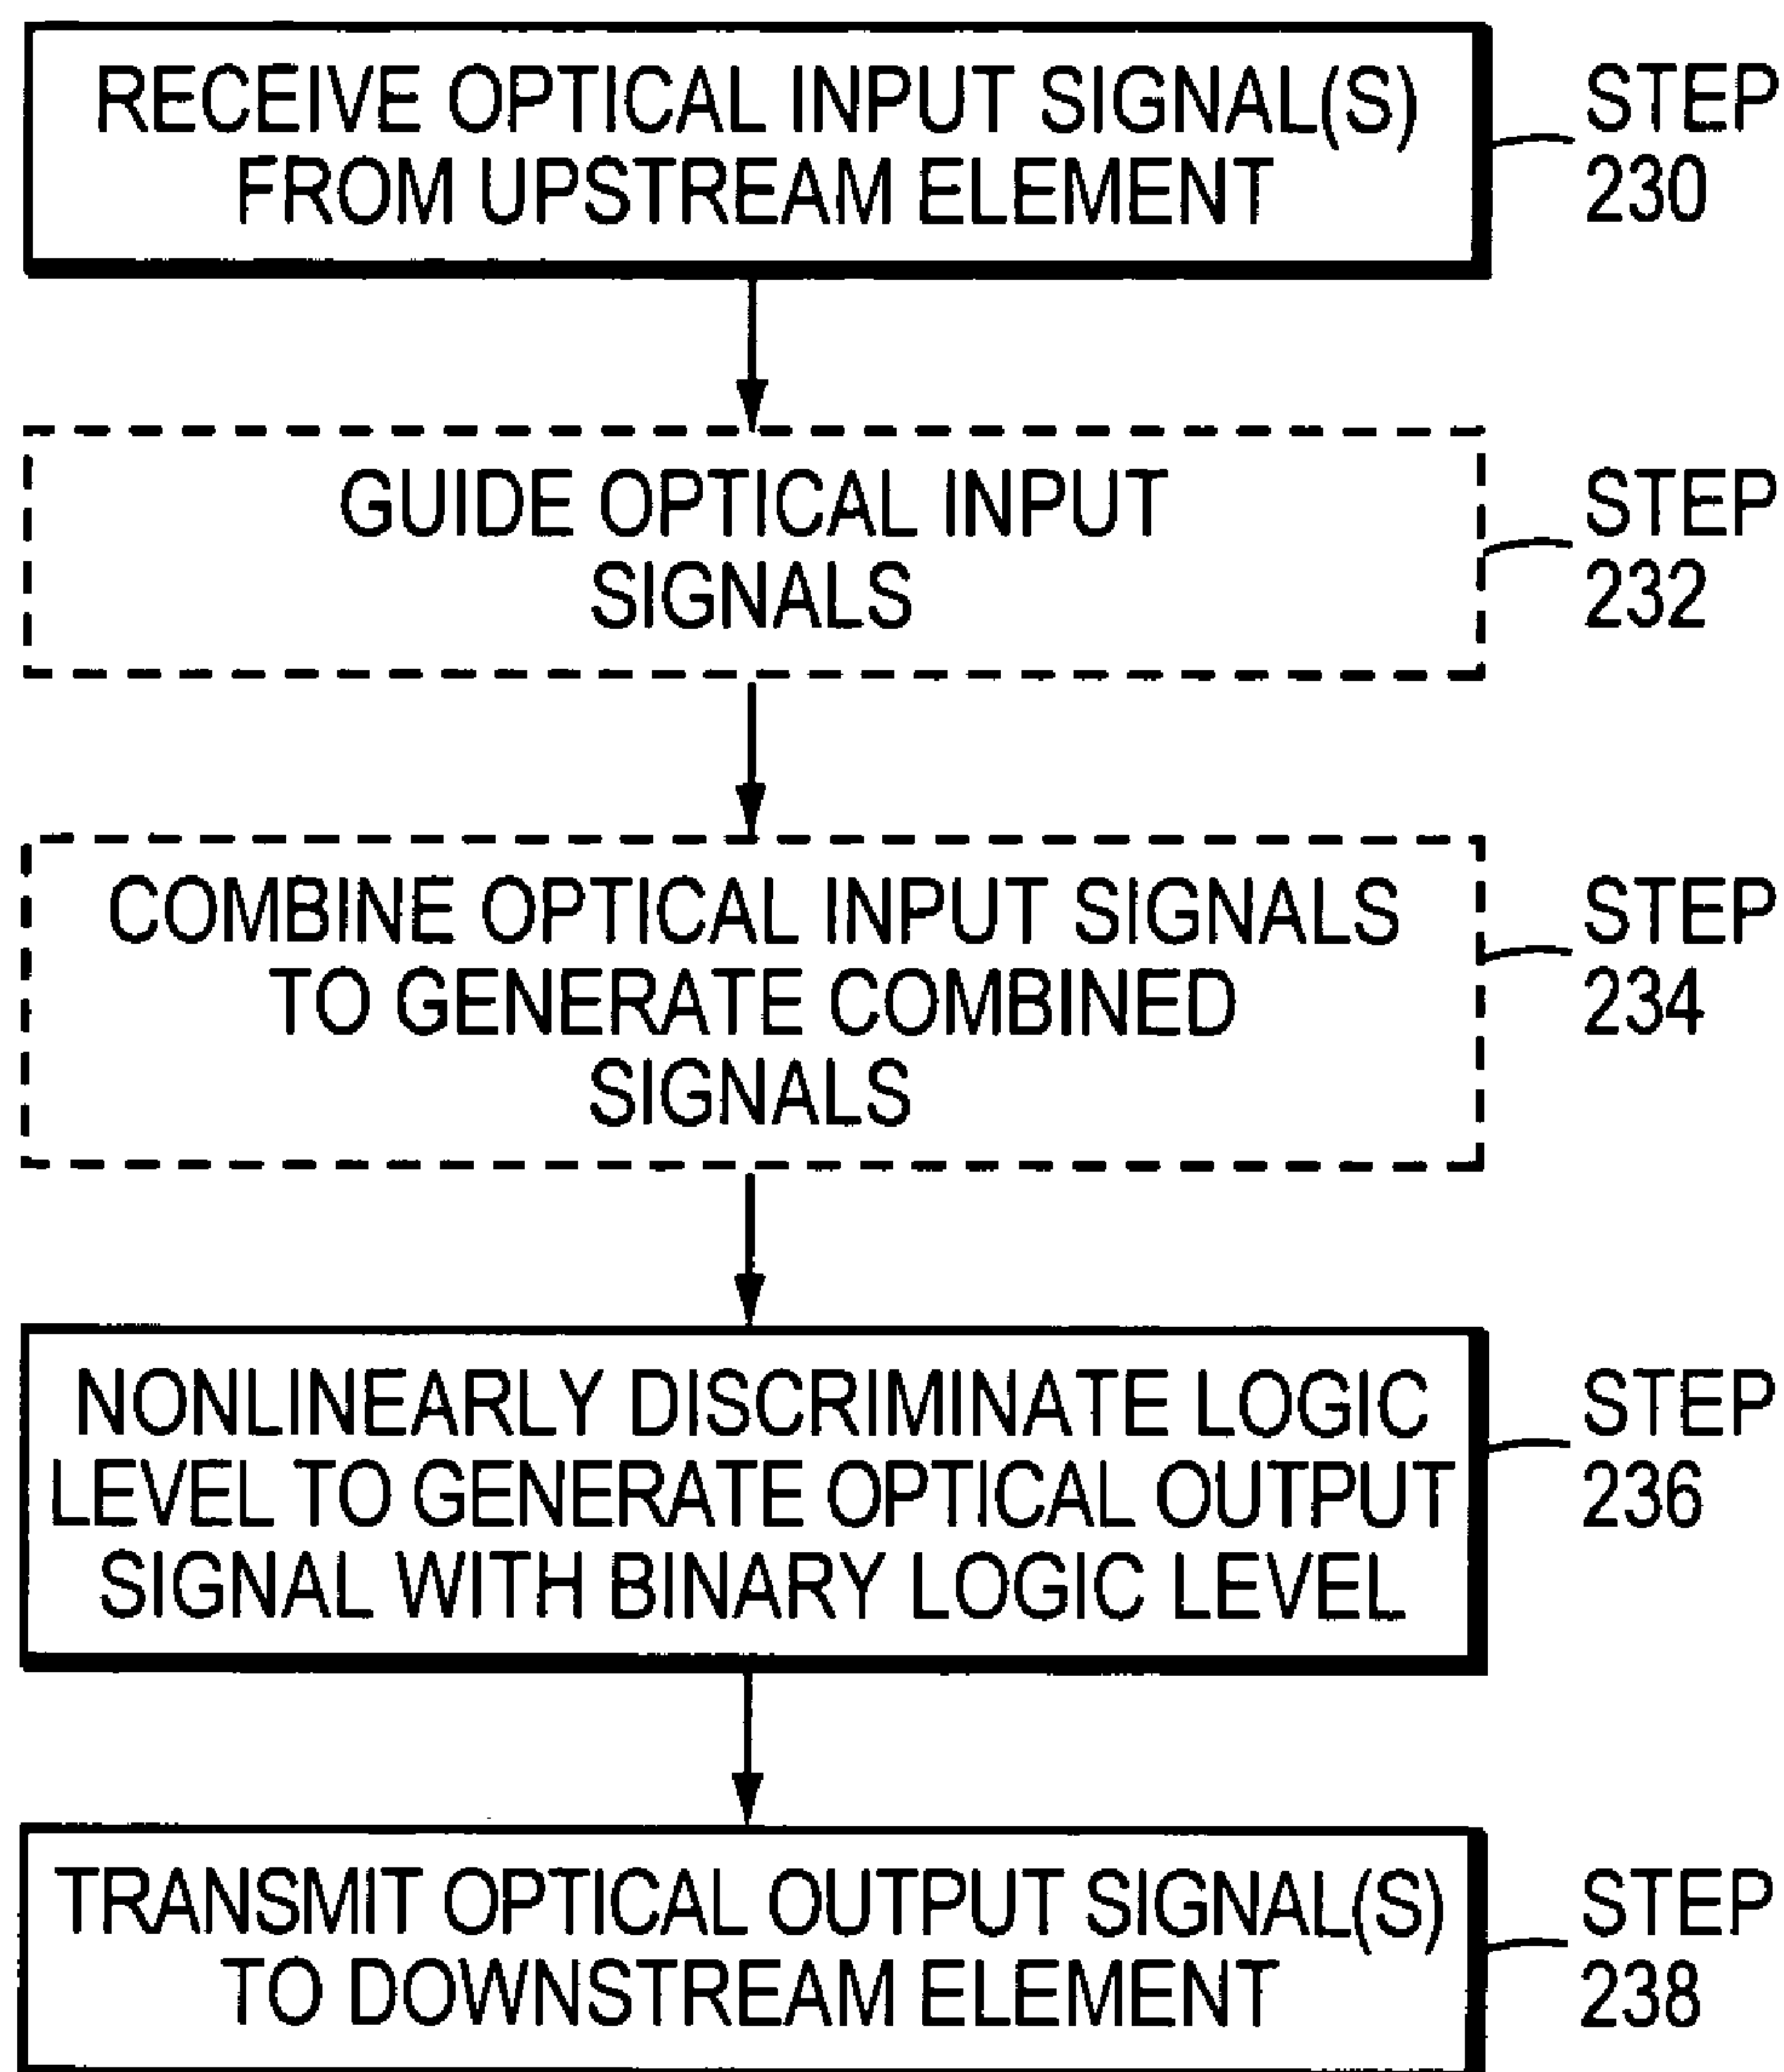 RECEIVE OPTICAL INPUT SIGNAL(S)
FROM UPSTREAM ELEMENT
STEP
230
GUIDE OPTICAL INPUT
SIGNALS
STEP
232
COMBINE OPTICAL INPUT SIGNALS
TO GENERATE COMBINED
SIGNALS
STEP
234
NONLINEARLY DISCRIMINATE LOGIC
LEVEL TO GENERATE OPTICAL OUTPUT
SIGNAL WITH BINARY LOGIC LEVEL
STEP
236
TRANSMIT OPTICAL OUTPUT SIGNAL(S)
TO DOWNSTREAM ELEMENT
STEP
238